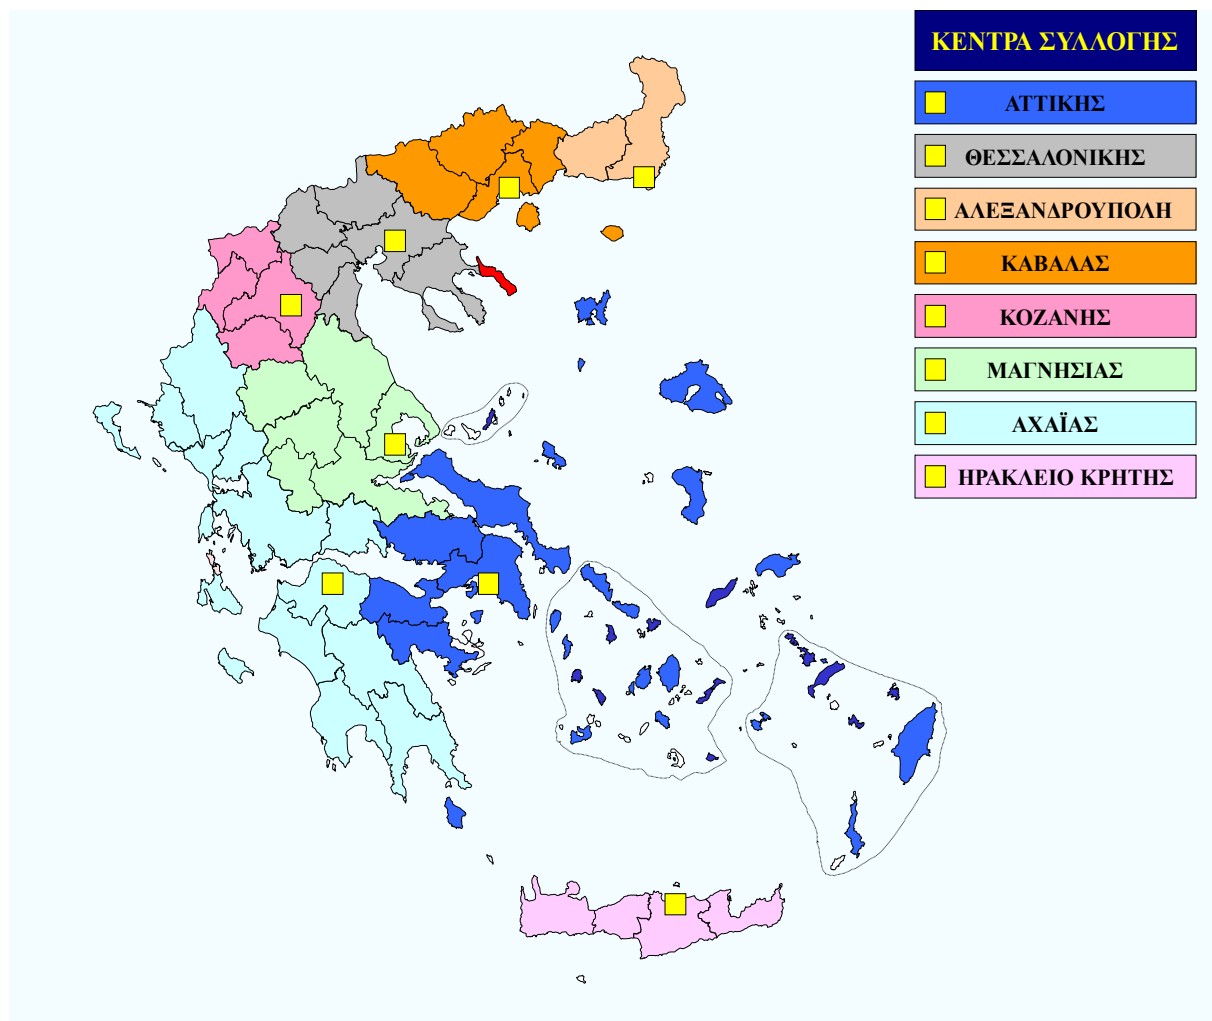 ΚΕΝΤΡΑ ΣΥΛΛΟΓΗΣ
ΑΤΤΙΚΗΣ
ΘΕΣΣΑΛΟΝΙΚΗΣ
ΑΛΕΞΑΝΔΡΟΥΠΟΛΗ
ΚΑΒΑΛΑΣ
ΚΟΖΑΝΗΣ
ΜΑΓΝΗΣΙΑΣ
ΑΧΑΪΑΣ
ΗΡΑΚΛΕΙΟ ΚΡΗΤΗΣ